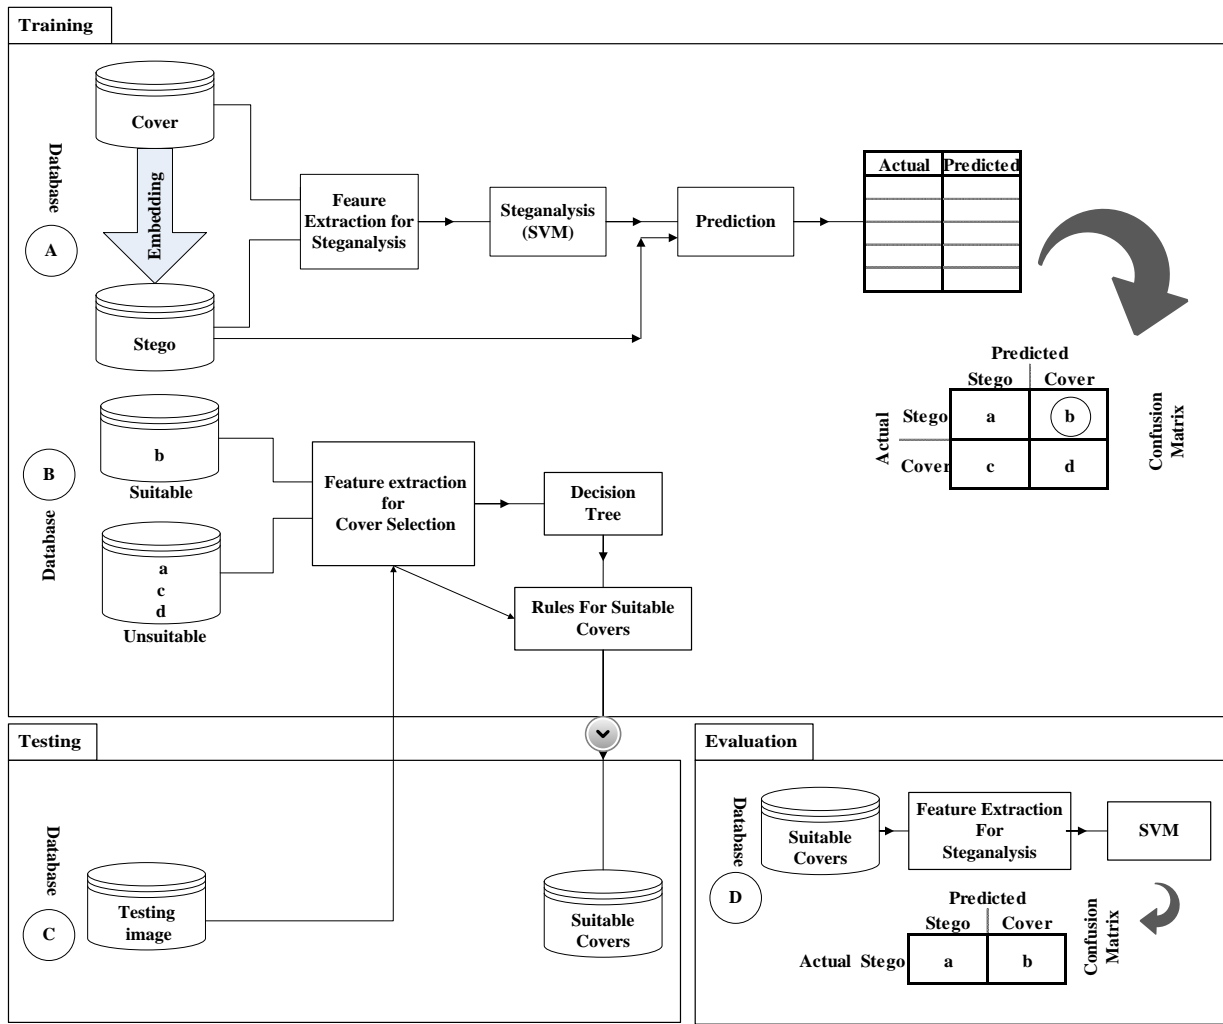 Training
Cover
Database
A
Embedding
Stego
Feaure
Extraction for
Steganalysis
Steganalysis
(SVM)
Prediction
Actual Predicted
Predicted
Stego Cover
Actual
Stego a b
Cover c d
Confusion
Matrix
B
Database
b
Suitable
a
c
d
Unsuitable
Feature extraction
for
Cover Selection
Decision
Tree
Rules For Suitable
Covers
Testing
Database
C
Testing
image
Suitable
Covers
Evaluation
Database
D
Suitable
Covers
Feature Extraction
For
Steganalysis
SVM
Predicted
Stego Cover
Actual Stego a b
Confusion
Matrix